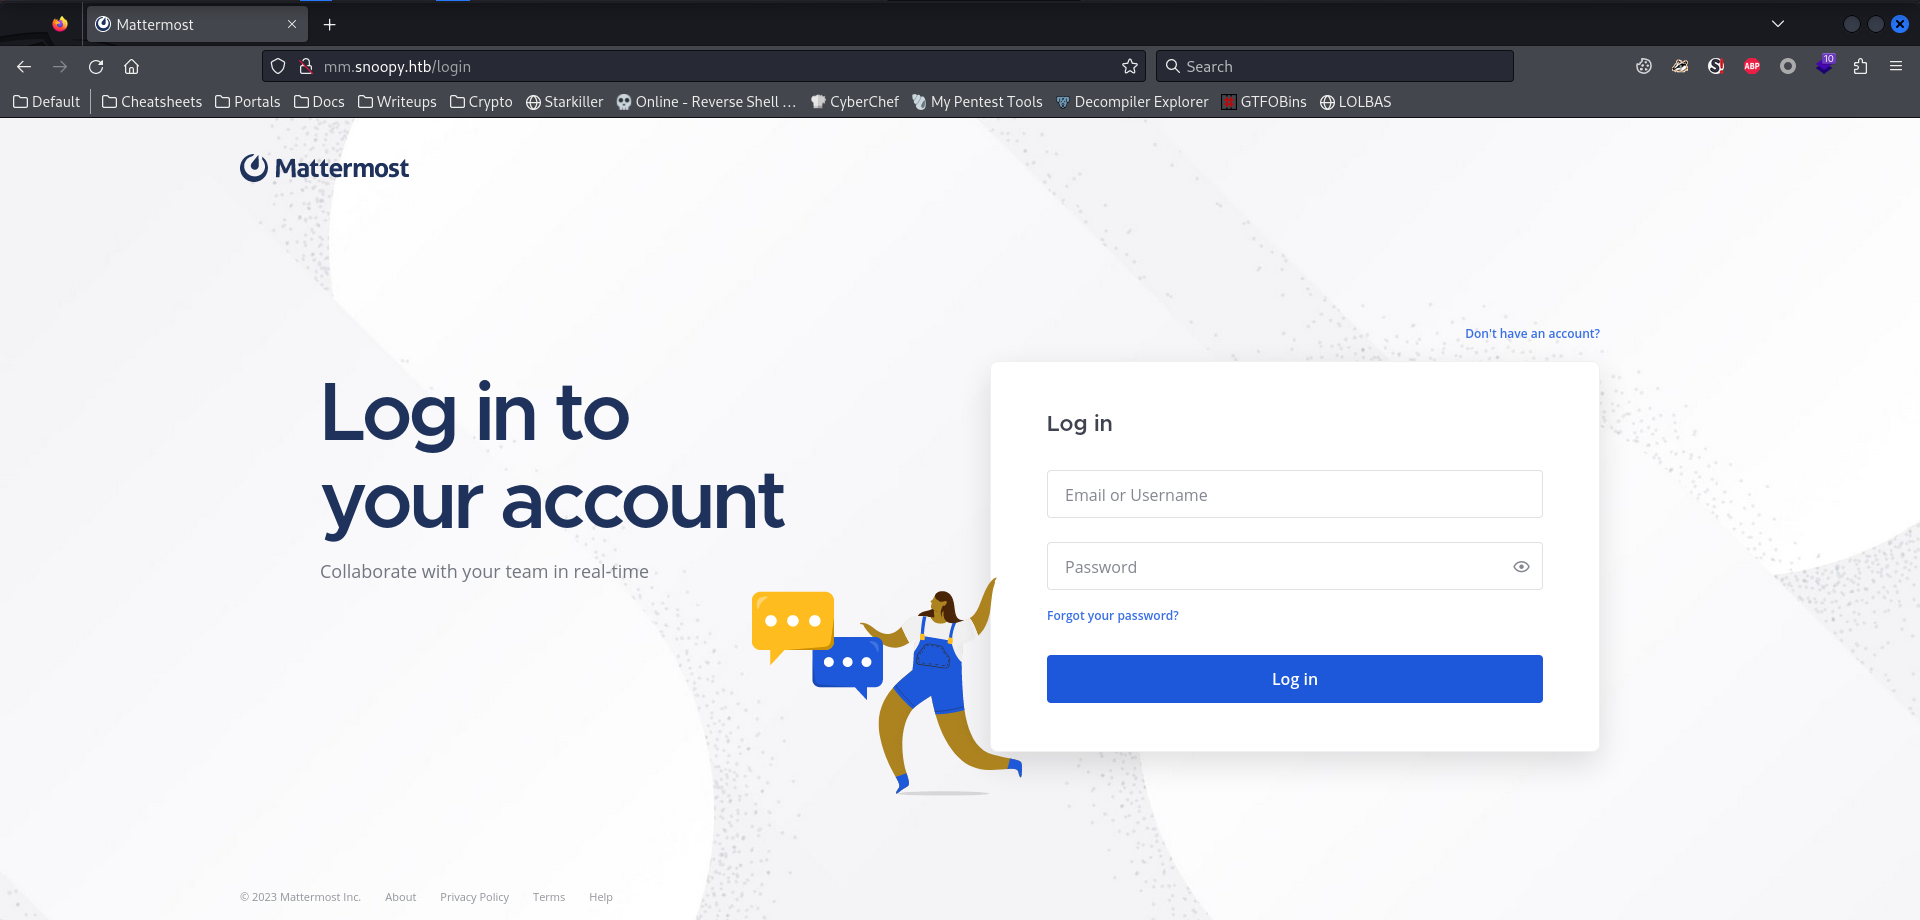 Mattermost
mm.snoopy.htb/login
Search
10
ABP
Default Cheatsheets Portals Docs Writeups Crypto Starkiller Online - Reverse Shell ... CyberChef My Pentest Tools Decompiler Explorer GTFOBins LOLBAS
Mattermost
Don't have an account?
Log in to
your account
Collaborate with your team in real-time
Log in
Email or Username
Password
Forgot your password?
Log in
© 2023 Mattermost Inc. About Privacy Policy Terms Help